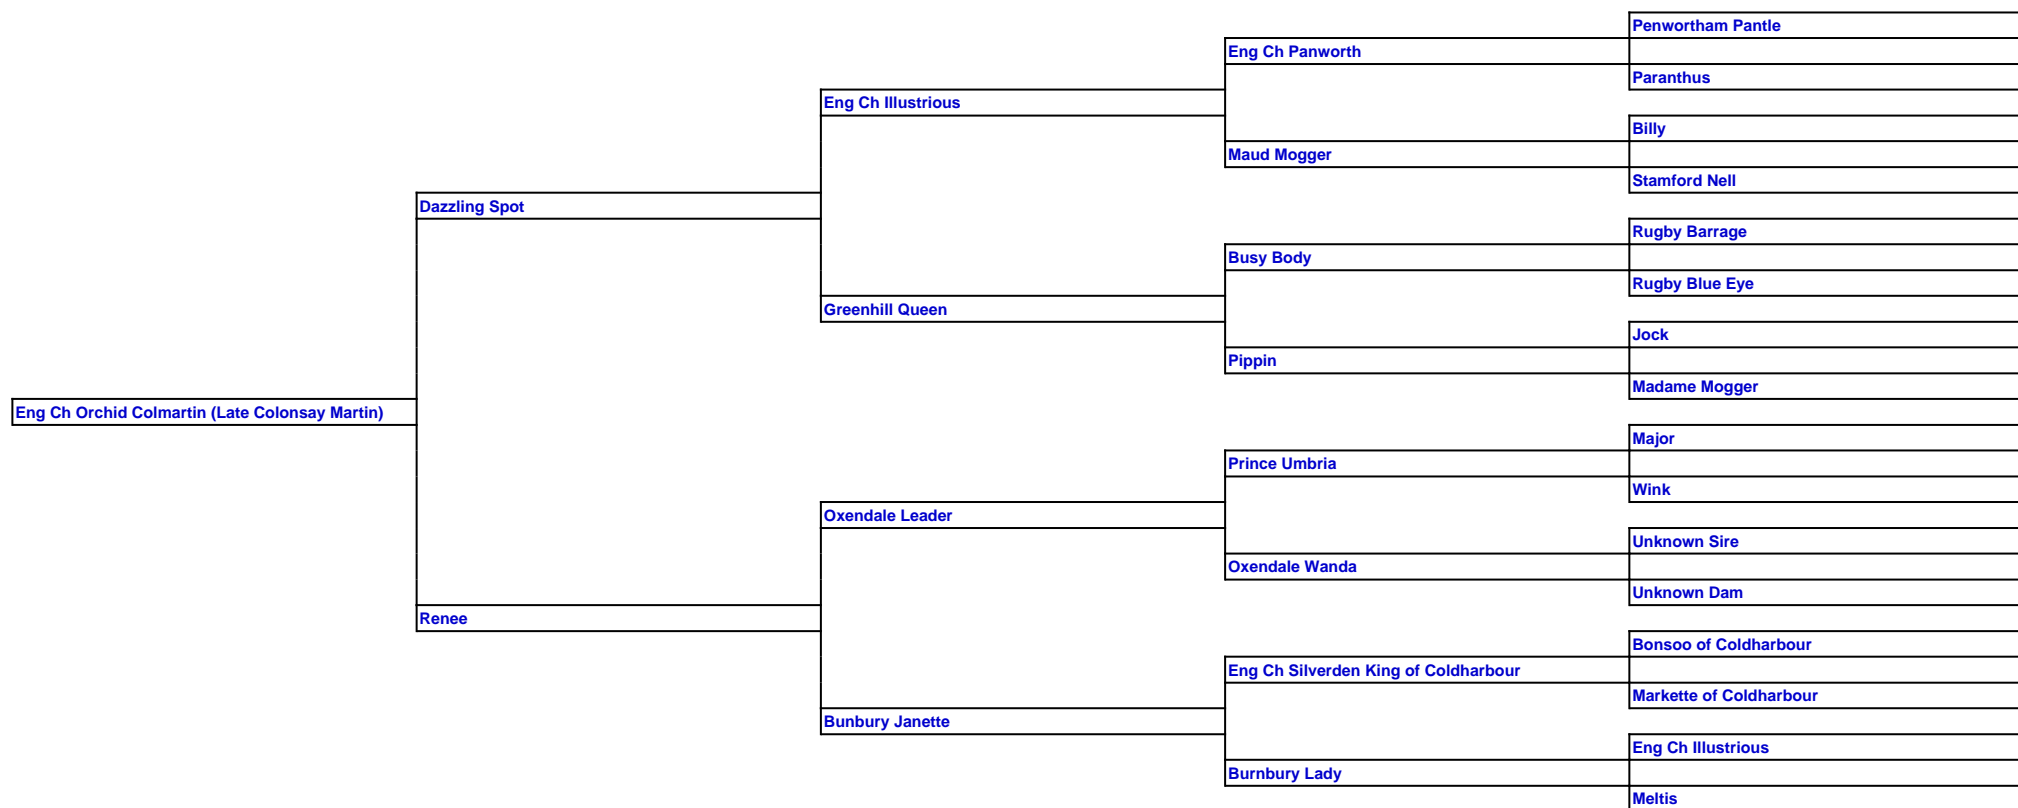 Penwortham Pantle
Eng Ch Panworth
Paranthus
Eng Ch Illustrious
Billy
Maud Mogger
Stamford Nell
Dazzling Spot
Rugby Barrage
Busy Body
Rugby Blue Eye
Greenhill Queen
Jock
Pippin
Madame Mogger
Eng Ch Orchid Colmartin (Late Colonsay Martin)
Major
Prince Umbria
Wink
Oxendale Leader
Unknown Sire
Oxendale Wanda
Unknown Dam
Renee
Bonsoo of Coldharbour
Eng Ch Silverden King of Coldharbour
Markette of Coldharbour
Bunbury Janette
Eng Ch Illustrious
Burnbury Lady
Meltis